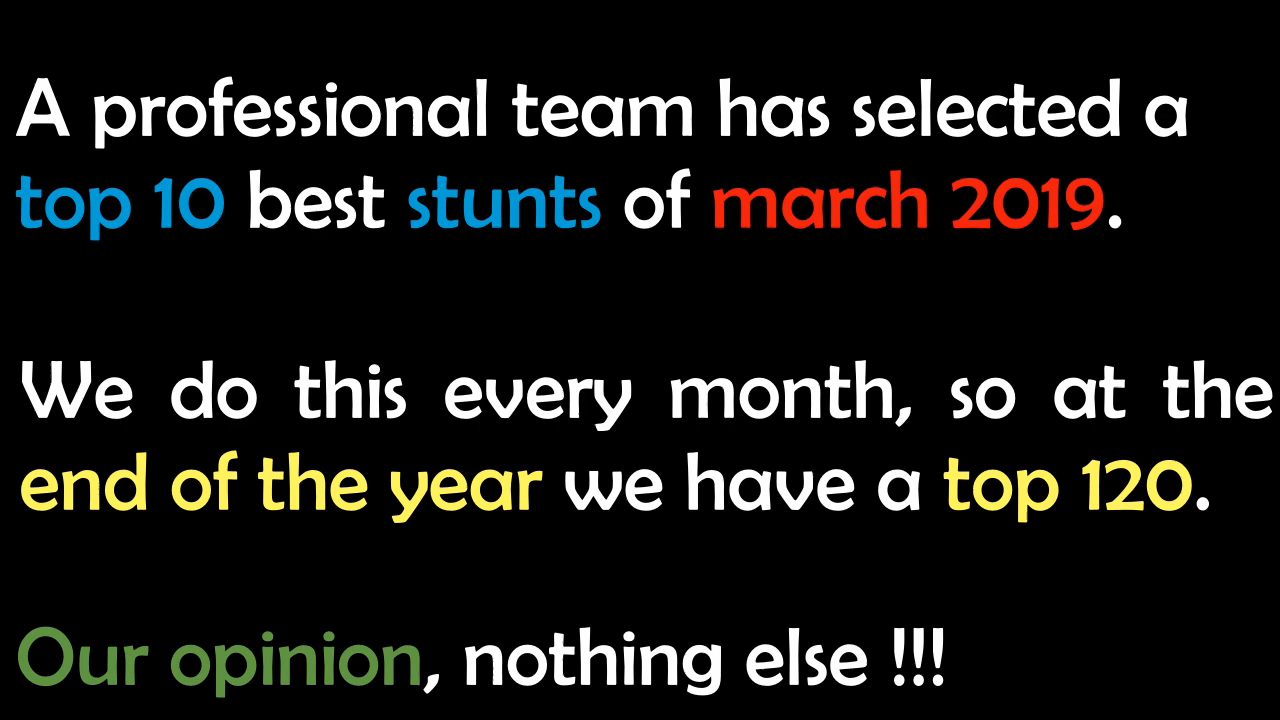 A professional team has selected a
top 10 best stunts of march 2019.
We do this every month, so at the
end of the year we have a top 120.
Our opinion, nothing else !!!